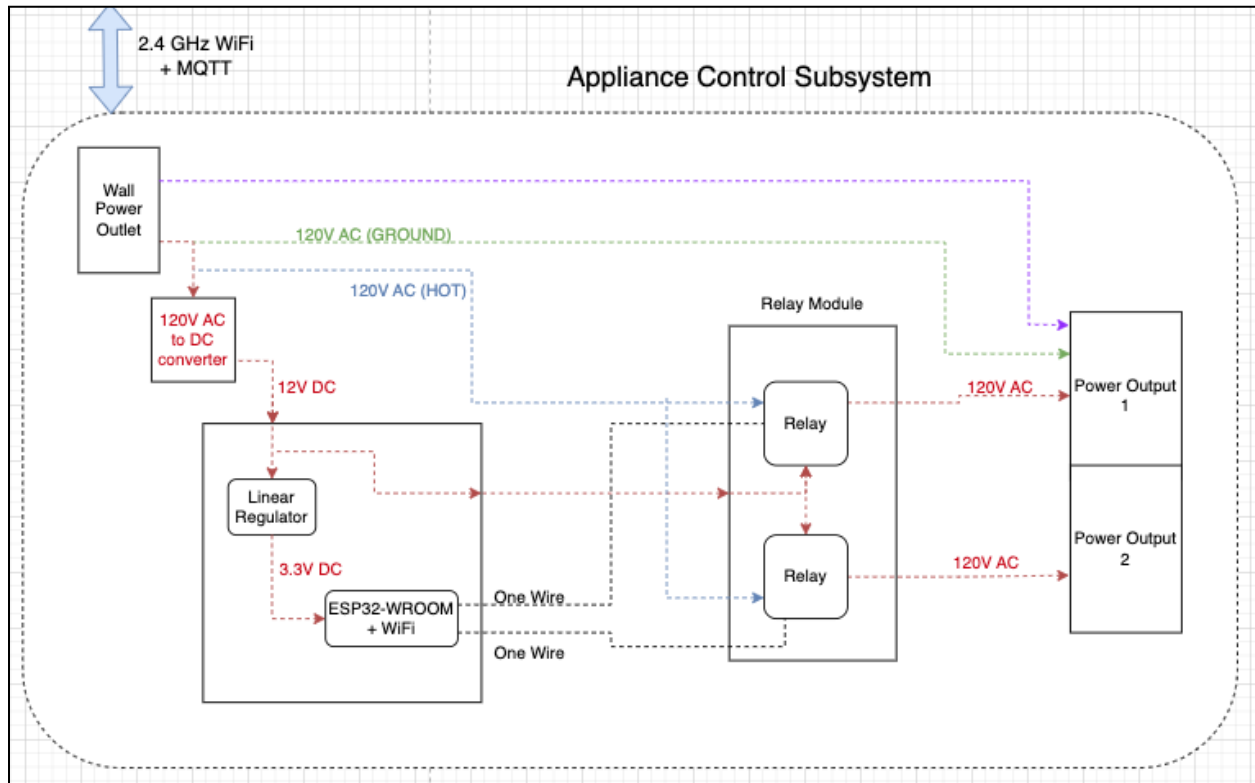 2.4 GHz WiFi
+ MQTT
Appliance Control Subsystem
Wall
Power
Outlet
120V AC (GROUND)
120V AC (HOT)
120V AC
to DC
converter
12V DC
Relay Module
Relay
120V AC
Power Output
1
Linear
Regulator
3.3V DC
ESP32-WROOM
+ WiFi
One Wire
One Wire
Relay
120V AC
Power Output
2